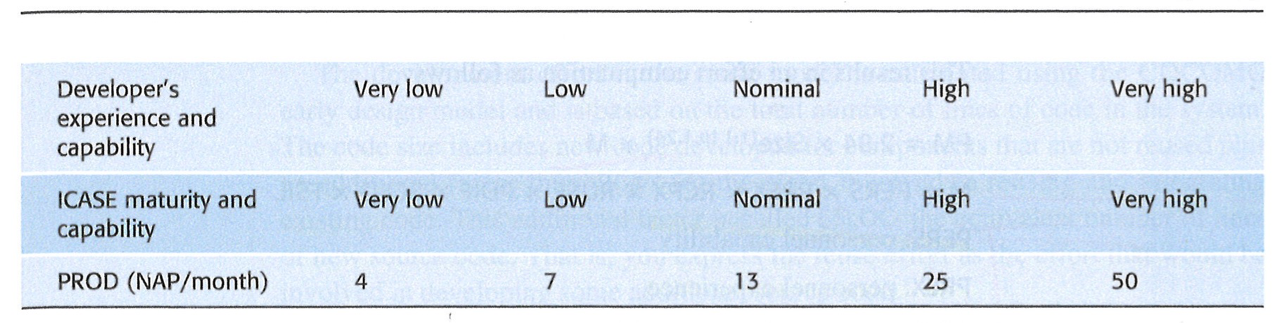 Developer's Very low Low Nominal High Very high
experience and
capability
ICASE maturity and Very low Low Nominal High Very high
capability
PROD (NAP/month) 4 7 13 25 50